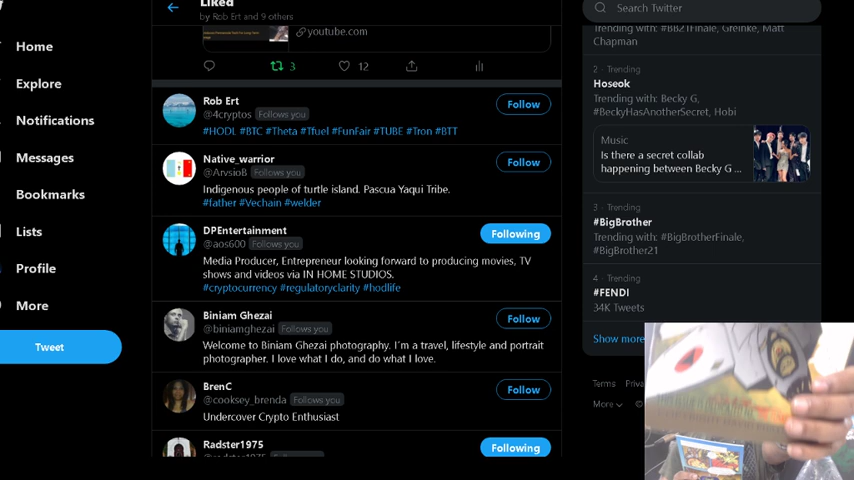 Home
Explore
Notifications
Messages
Bookmarks
Lists
Profile
More
Tweet
Liked
by Rob Ert and 9 others
youtube.com
3
12
Rob Ert
@4cryptos Follows you
#HODL #BTC #Theta #Tfuel #FunFair #TUBE #Tron #BTT
Follow
Native_warrior
@ArvsioB Follows you
Indigenous people of turtle island. Pascua Yaqui Tribe.
#father #Vechain #welder
Follow
DPEntertainment
@aos600 Follows you
Media Producer, Entrepreneur looking forward to producing movies, TV
shows and videos via IN HOME STUDIOS.
#cryptocurrency #regulatoryclarity #hodlife
Following
Biniam Ghezai
@biniamghezai Follows you
Welcome to Biniam Ghezai photography. I'm a travel, lifestyle and portrait
photographer. I love what I do, and do what I love.
Follow
BrenC
@cooksey_brenda Follows you
Undercover Crypto Enthusiast
Follow
Radster1975
Following
Search Twitter
Trending with: #BB21Finale, Greinke, Matt
Chapman
2 · Trending
Hoseok
Trending with: Becky G,
#BeckyHasAnotherSecret, Hobi
Music
Is there a secret collab
happening between Becky G ...
3 · Trending
#BigBrother
Trending with: #BigBrotherFinale,
#BigBrother21
4 · Trending
#FENDI
34K Tweets
Show more
Terms
More ©